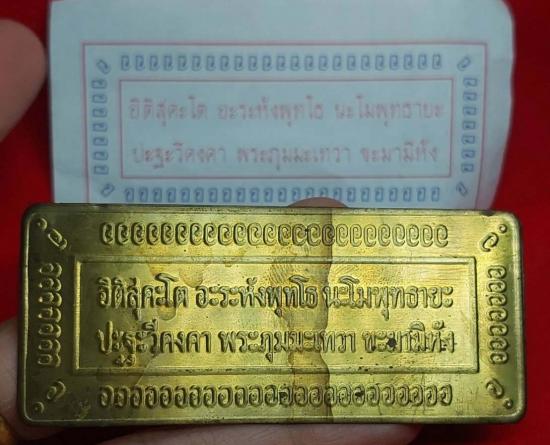 อิติสุคะโต อะระหังพุทโธ นะโมพุทธายะ
ปะฐะวีคงคา พระภุมมะเทวา ขะมามิหัง
อิติสุคะโต อะระหังพุทโธ นะโมพุทธายะ
ปะฐะวีคงคา พระภุมมะเทวา ขะมามิหัง